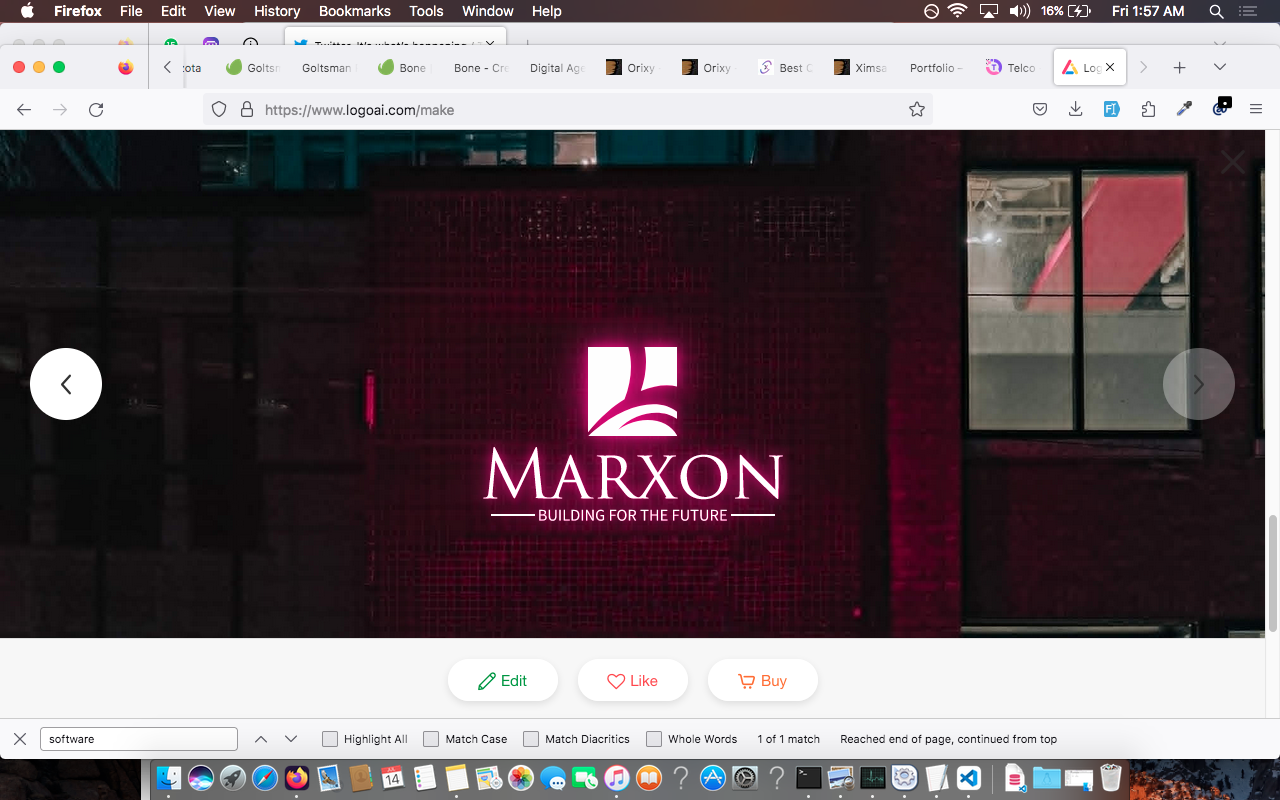 Firefox File Edit View History Bookmarks Tools Window Help 16% Fri 1:57 AM
Twitter. It's what's happening /
kota Goltsn Goltsman Bone Bone - Cre Digital Age Orixy Orixy Best C Ximsa Portfolio – Telco Log
https://www.logoai.com/make
MARXON
BUILDING FOR THE FUTURE
Edit Like Buy
software Highlight All Match Case Match Diacritics Whole Words 1 of 1 match Reached end of page, continued from top
14